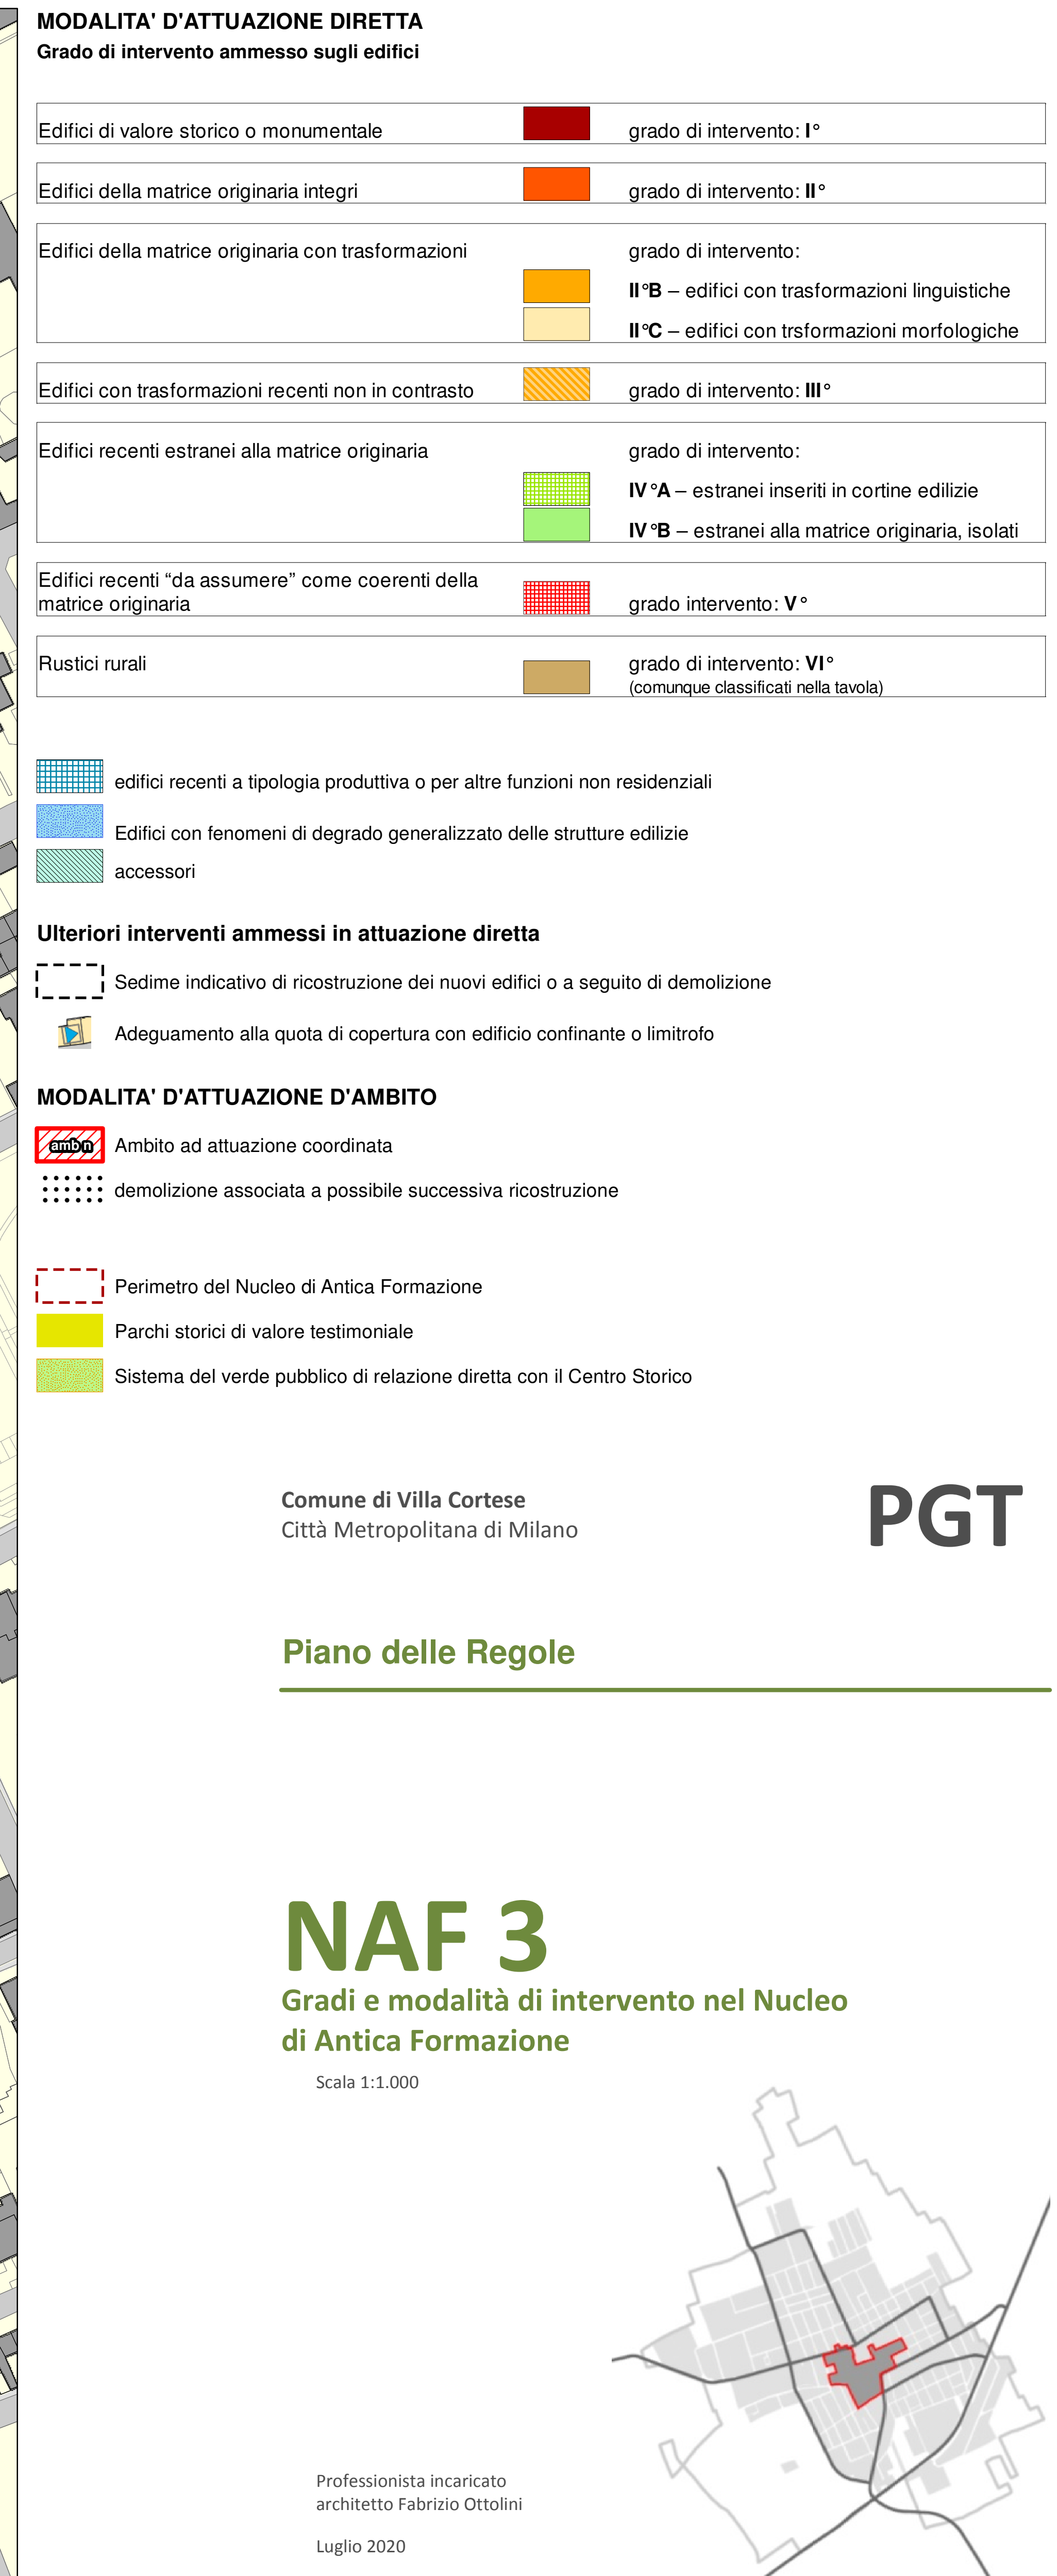 MODALITA' D'ATTUAZIONE DIRETTA
Grado di intervento ammesso sugli edifici
Edifici di valore storico o monumentale grado di intervento: I°
Edifici della matrice originaria integri grado di intervento: II°
Edifici della matrice originaria con trasformazioni grado di intervento:
II°B – edifici con trasformazioni linguistiche
II°C – edifici con trsformazioni morfologiche
Edifici con trasformazioni recenti non in contrasto grado di intervento: III°
Edifici recenti estranei alla matrice originaria grado di intervento:
IV°A – estranei inseriti in cortine edilizie
IV°B – estranei alla matrice originaria, isolati
Edifici recenti “da assumere” come coerenti della
matrice originaria grado intervento: V°
Rustici rurali grado di intervento: VI°
(comunque classificati nella tavola)
edifici recenti a tipologia produttiva o per altre funzioni non residenziali
Edifici con fenomeni di degrado generalizzato delle strutture edilizie
accessori
Ulteriori interventi ammessi in attuazione diretta
Sedime indicativo di ricostruzione dei nuovi edifici o a seguito di demolizione
Adeguamento alla quota di copertura con edificio confinante o limitrofo
MODALITA' D'ATTUAZIONE D'AMBITO
amb n Ambito ad attuazione coordinata
demolizione associata a possibile successiva ricostruzione
Perimetro del Nucleo di Antica Formazione
Parchi storici di valore testimoniale
Sistema del verde pubblico di relazione diretta con il Centro Storico
Comune di Villa Cortese
Città Metropolitana di Milano
PGT
Piano delle Regole
NAF 3
Gradi e modalità di intervento nel Nucleo
di Antica Formazione
Scala 1:1.000
Professionista incaricato
architetto Fabrizio Ottolini
Luglio 2020